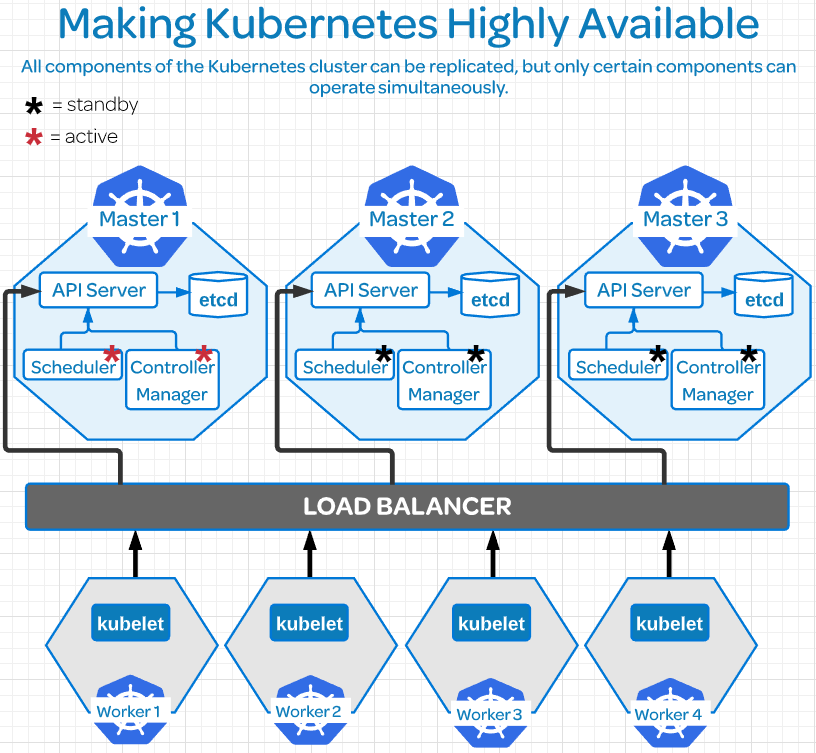 Making Kubernetes Highly Available
All components of the Kubernetes cluster can be replicated, but only certain components can
operate simultaneously.
* = standby
* = active
Master 1
API Server
etcd
Scheduler*
Controller*
Manager
Master 2
API Server
etcd
Scheduler*
Controller*
Manager
Master 3
API Server
etcd
Scheduler*
Controller*
Manager
LOAD BALANCER
kubelet
Worker 1
kubelet
Worker 2
kubelet
Worker 3
kubelet
Worker 4